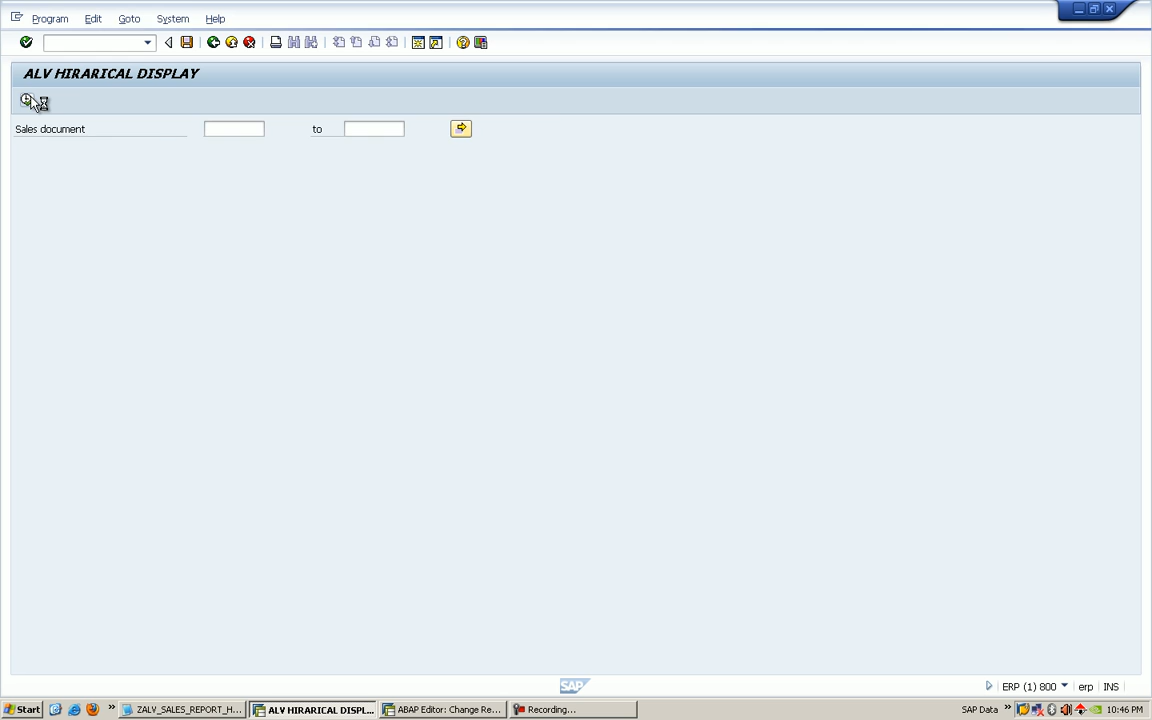 Program Edit Goto System Help
ALV HIRARICAL DISPLAY
Sales document to
SAP
ERP (1) 800 erp INS
Start ZALV_SALES_REPORT_H... ALV HIRARICAL DISPL... ABAP Editor: Change Re... Recording... SAP Data 10:46 PM